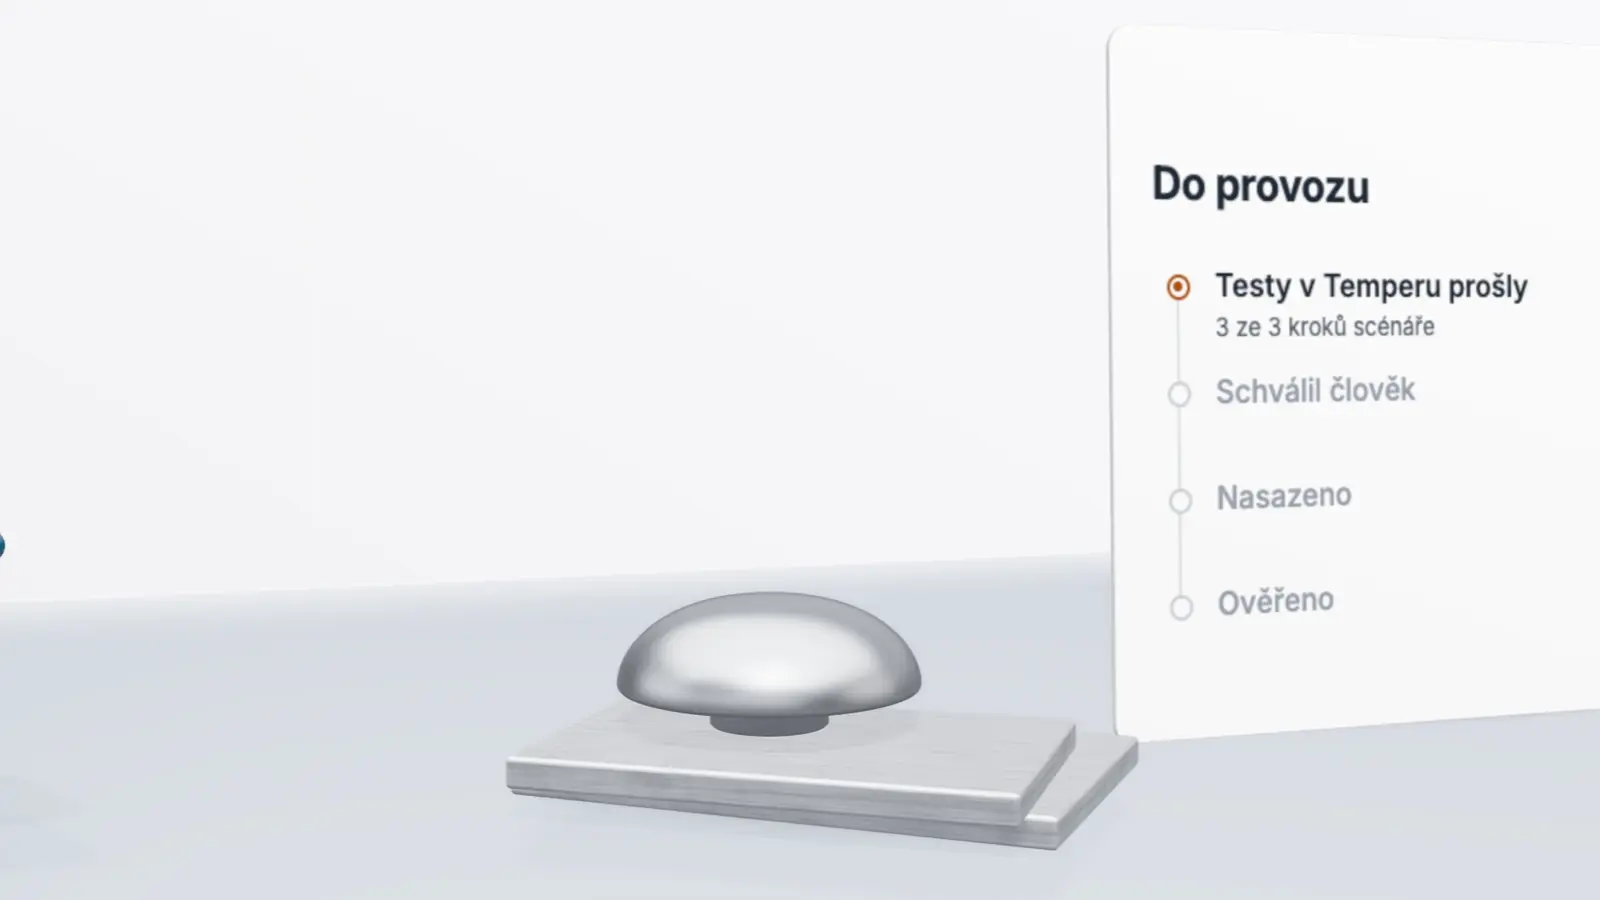 Do provozu
Testy v Temperu prošly
3 ze 3 kroků scénáře
Schválil člověk
Nasazeno
Ověřeno